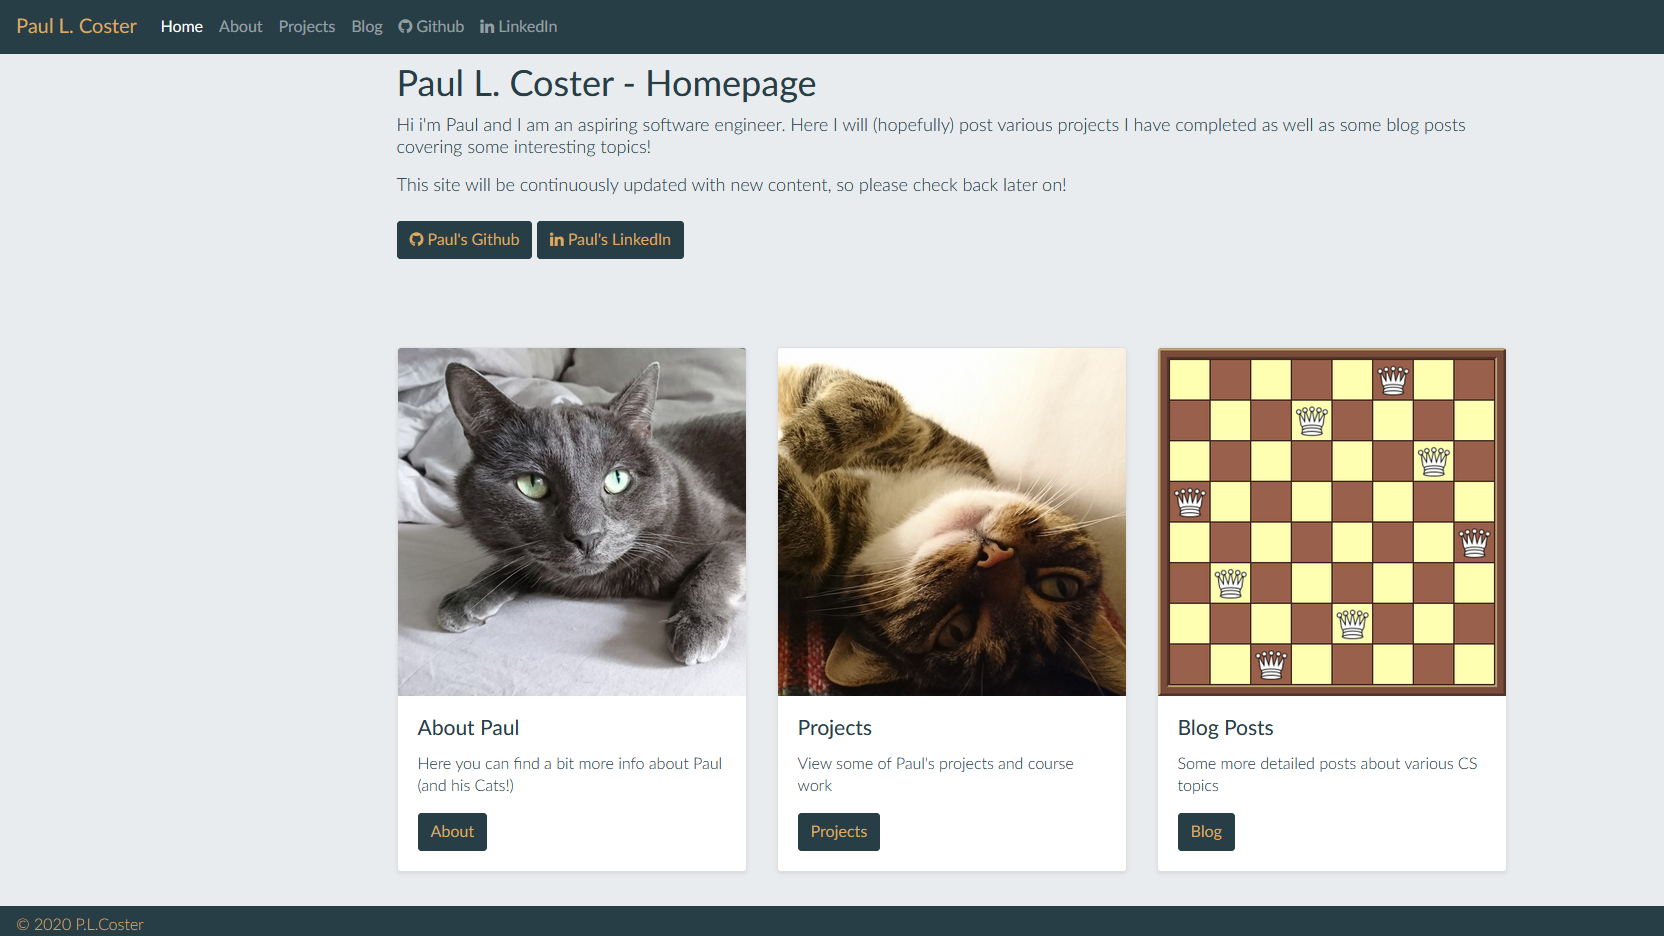 Paul L. Coster Home About Projects Blog Github LinkedIn
Paul L. Coster - Homepage
Hi i'm Paul and I am an aspiring software engineer. Here I will (hopefully) post various projects I have completed as well as some blog posts
covering some interesting topics!
This site will be continuously updated with new content, so please check back later on!
Paul's Github Paul's LinkedIn
About Paul
Here you can find a bit more info about Paul
(and his Cats!)
About
Projects
View some of Paul's projects and course
work
Projects
Blog Posts
Some more detailed posts about various CS
topics
Blog
© 2020 P.L.Coster